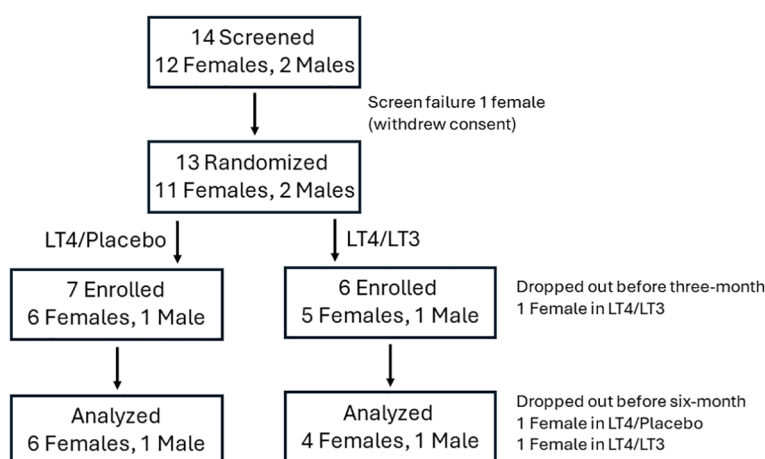 14 Screened
12 Females, 2 Males
Screen failure 1 female
(withdrew consent)
13 Randomized
11 Females, 2 Males
LT4/Placebo
LT4/LT3
7 Enrolled
6 Females, 1 Male
6 Enrolled
5 Females, 1 Male
Dropped out before three-month
1 Female in LT4/LT3
Analyzed
6 Females, 1 Male
Analyzed
4 Females, 1 Male
Dropped out before six-month
1 Female in LT4/Placebo
1 Female in LT4/LT3